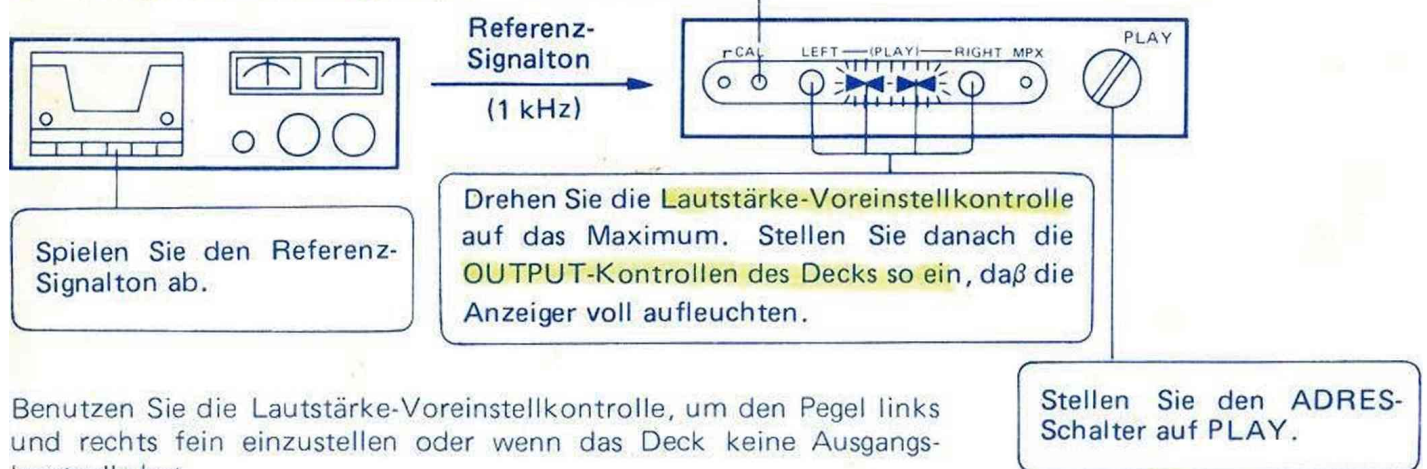 Referenz-
Signalton
(1 kHz)
CAL LEFT (PLAY) RIGHT MPX
PLAY
Spielen Sie den Referenz-
Signalton ab.
Drehen Sie die Lautstärke-Voreinstellkontrolle
auf das Maximum. Stellen Sie danach die
OUTPUT-Kontrollen des Decks so ein, daß die
Anzeiger voll aufleuchten.
Stellen Sie den ADRES-
Schalter auf PLAY.
Benutzen Sie die Lautstärke-Voreinstellkontrolle, um den Pegel links
und rechts fein einzustellen oder wenn das Deck keine Ausgangs-